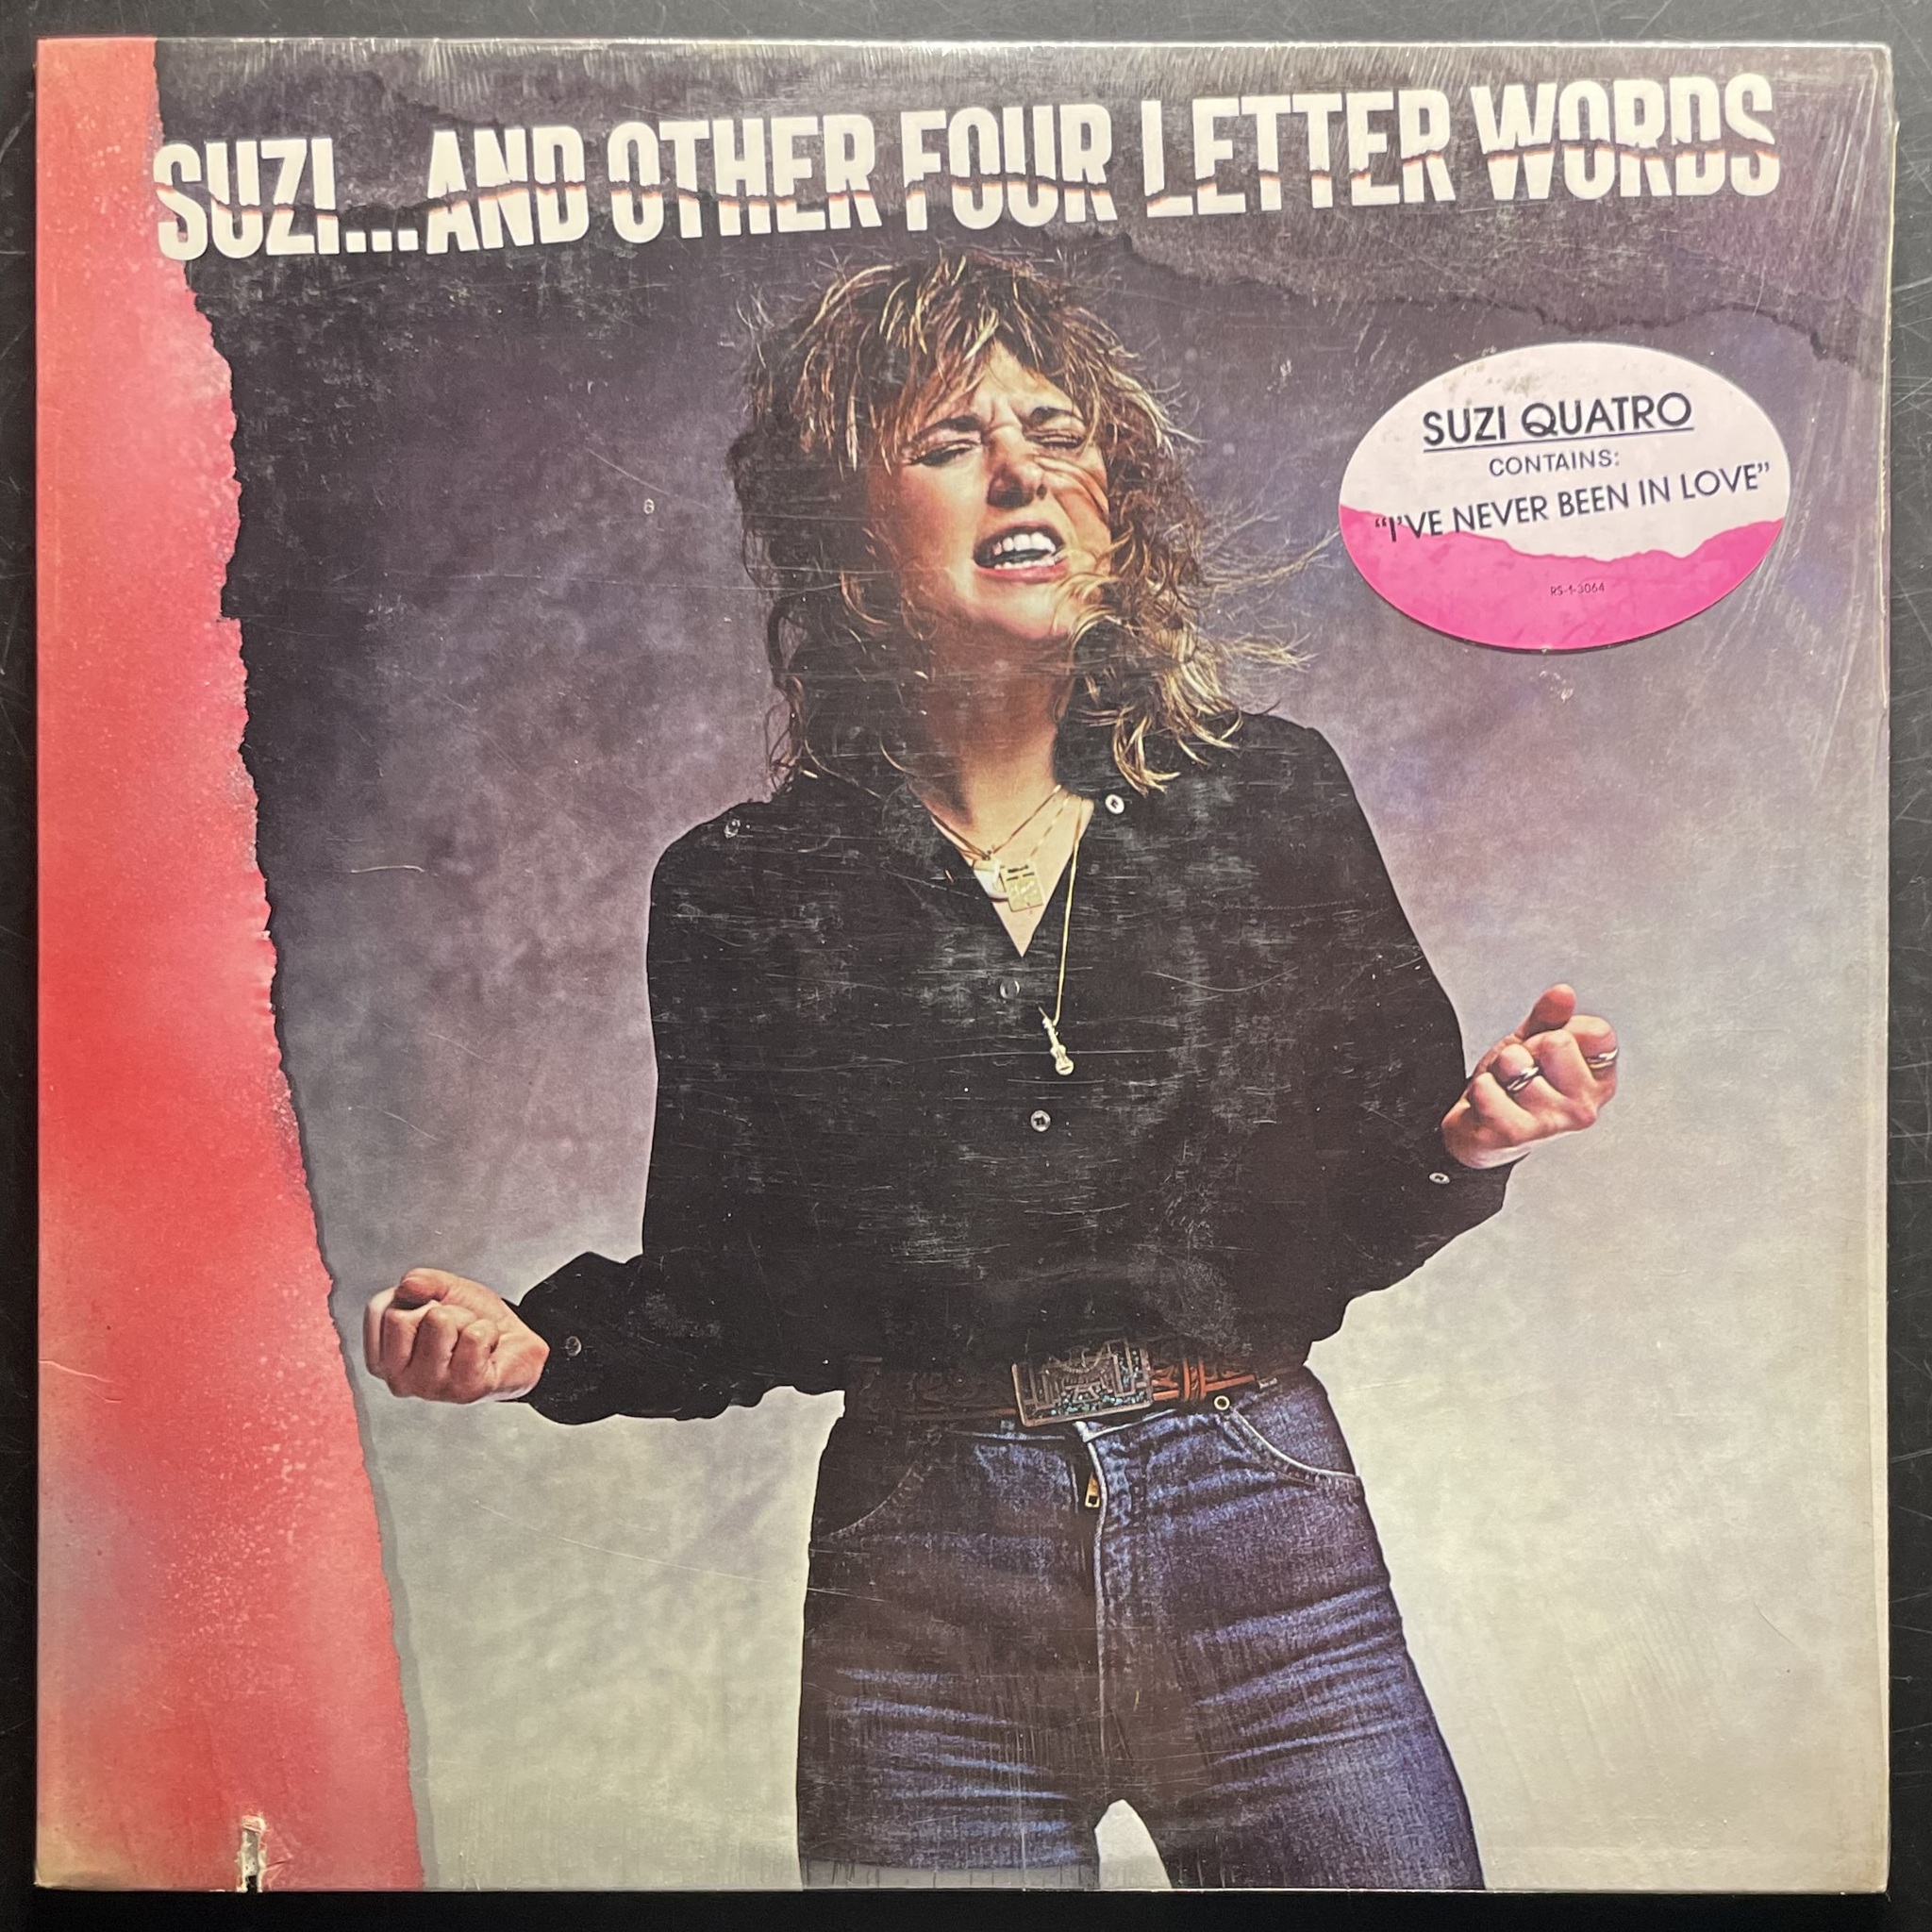 SUZI...AND OTHER FOUR LETTER WORDS
SUZI QUATRO
CONTAINS:
“I’VE NEVER BEEN IN LOVE”
RS-1-3064